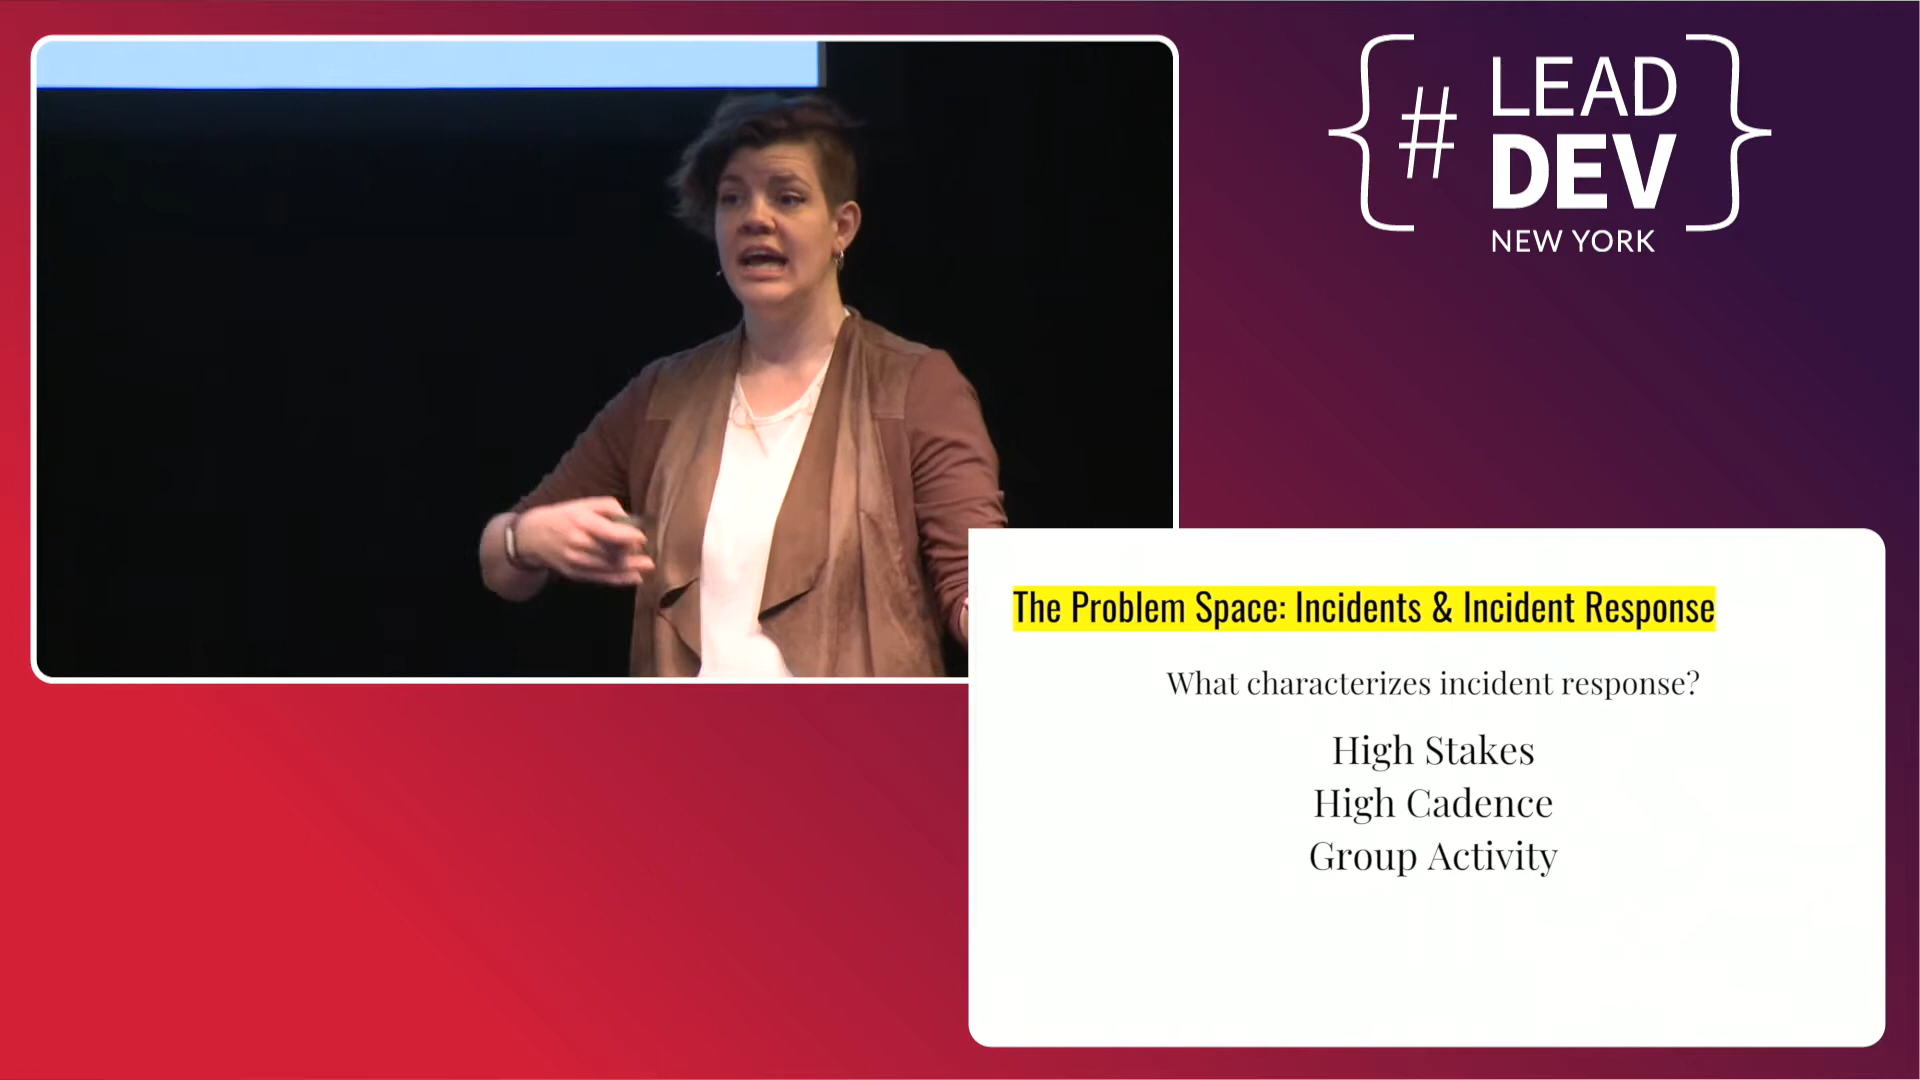 # LEAD
DEV
NEW YORK
The Problem Space: Incidents & Incident Response
What characterizes incident response?
High Stakes
High Cadence
Group Activity